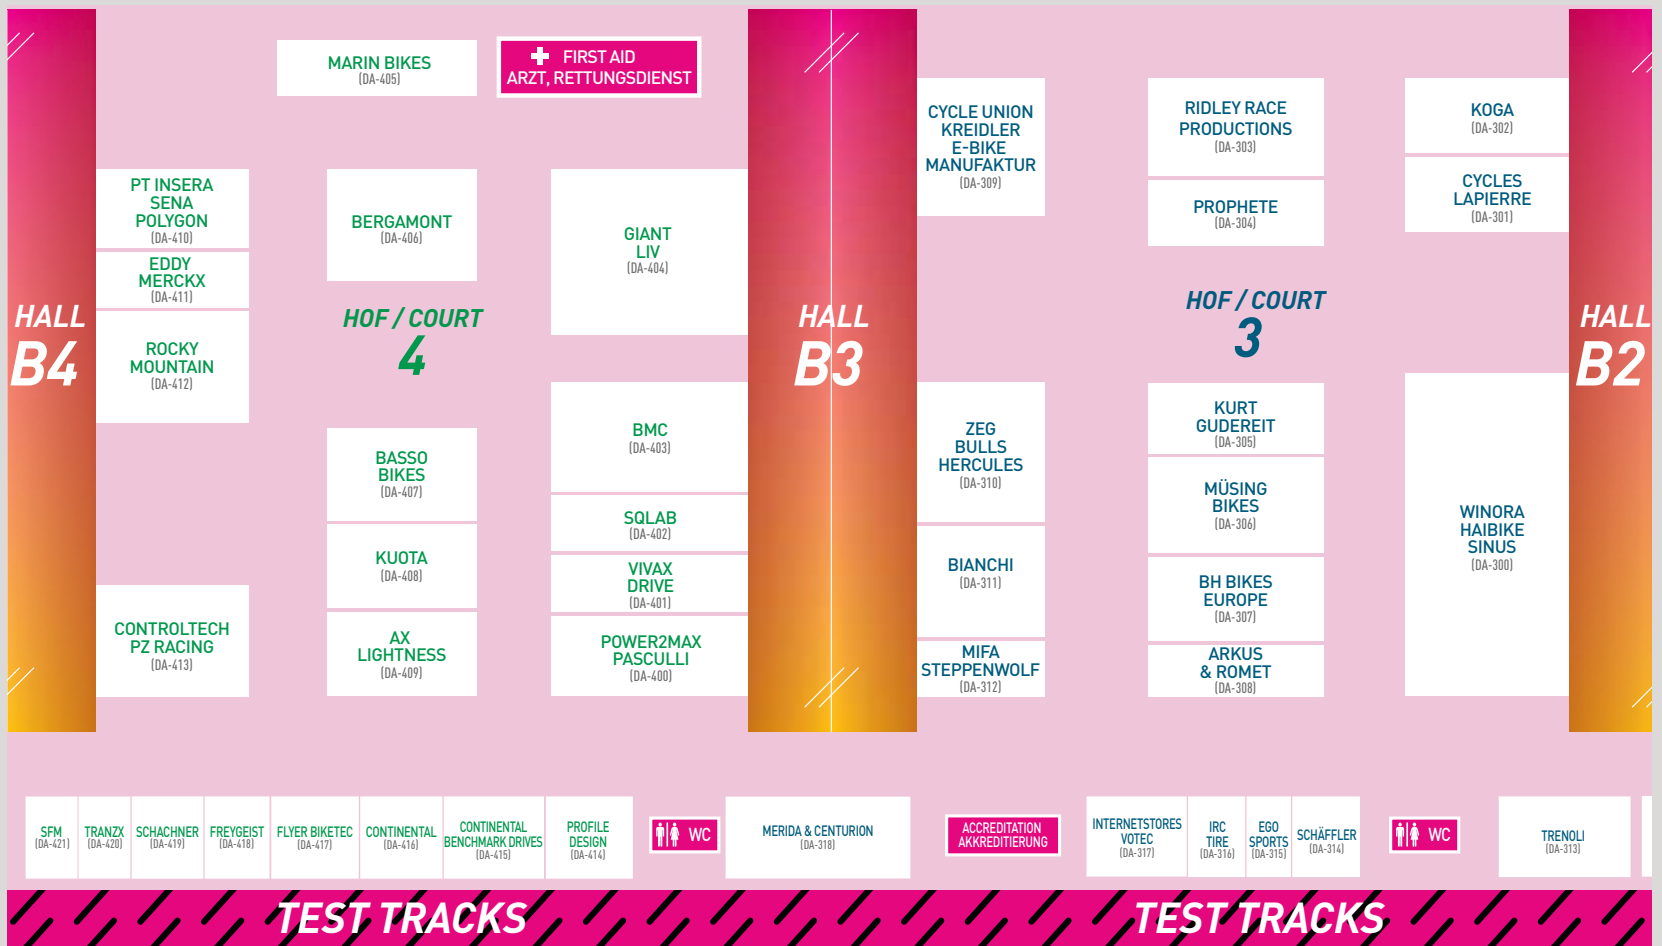 MARIN BIKES
(DA-405)
FIRST AID
ARZT, RETTUNGSDIENST
PT INSERA
SENA
POLYGON
(DA-410)
EDDY
MERCKX
(DA-411)
ROCKY
MOUNTAIN
(DA-412)
CONTROLTECH
PZ RACING
(DA-413)
HALL
B4
BERGAMONT
(DA-406)
HOF / COURT
4
BASSO
BIKES
(DA-407)
KUOTA
(DA-408)
AX
LIGHTNESS
(DA-409)
GIANT
LIV
(DA-404)
BMC
(DA-403)
SQLAB
(DA-402)
VIVAX
DRIVE
(DA-401)
POWER2MAX
PASCULLI
(DA-400)
HALL
B3
CYCLE UNION
KREIDLER
E-BIKE
MANUFAKTUR
(DA-309)
ZEG
BULLS
HERCULES
(DA-310)
BIANCHI
(DA-311)
MIFA
STEPPENWOLF
(DA-312)
RIDLEY RACE
PRODUCTIONS
(DA-303)
PROPHETE
(DA-304)
HOF / COURT
3
KURT
GUDEREIT
(DA-305)
MÜSING
BIKES
(DA-306)
BH BIKES
EUROPE
(DA-307)
ARKUS
& ROMET
(DA-308)
KOGA
(DA-302)
CYCLES
LAPIERRE
(DA-301)
WINORA
HAIBIKE
SINUS
(DA-300)
HALL
B2
SFM
(DA-421)
TRANZX
(DA-420)
SCHACHNER
(DA-419)
FREYGEIST
(DA-418)
FLYER BIKETEC
(DA-417)
CONTINENTAL
(DA-416)
CONTINENTAL
BENCHMARK DRIVES
(DA-415)
PROFILE
DESIGN
(DA-414)
WC
MERIDA & CENTURION
(DA-318)
ACCREDITATION
AKKREDITIERUNG
INTERNETSTORES
VOTEC
(DA-317)
IRC
TIRE
(DA-316)
EGO
SPORTS
(DA-315)
SCHÄFFLER
(DA-314)
WC
TRENOLI
(DA-313)
TEST TRACKS
TEST TRACKS